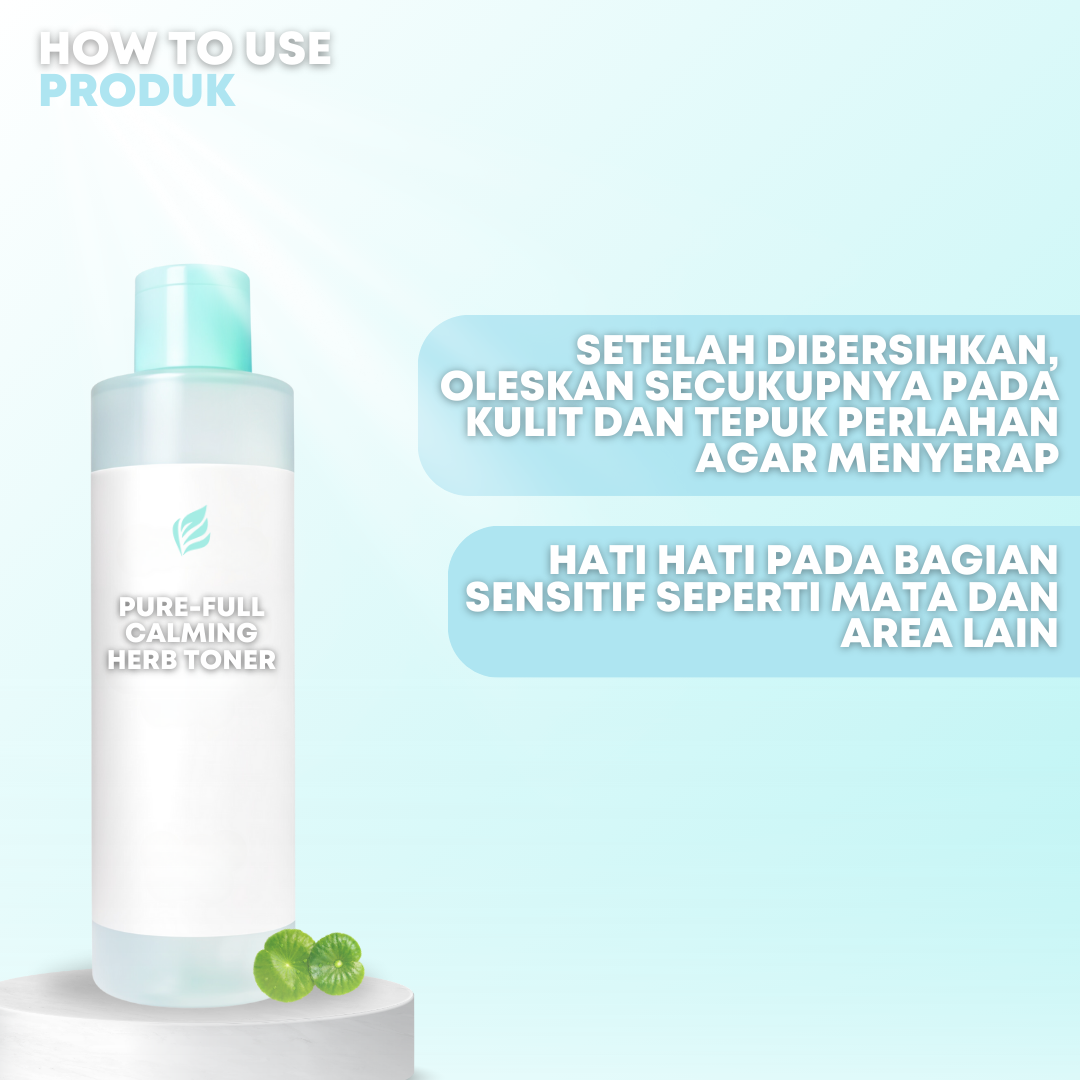 HOW TO USE
PRODUK
SETELAH DIBERSIHKAN,
OLESKAN SECUKUPNYA PADA
KULIT DAN TEPUK PERLAHAN
AGAR MENYERAP
HATI HATI PADA BAGIAN
SENSITIF SEPERTI MATA DAN
AREA LAIN
PURE-FULL
CALMING
HERB TONER